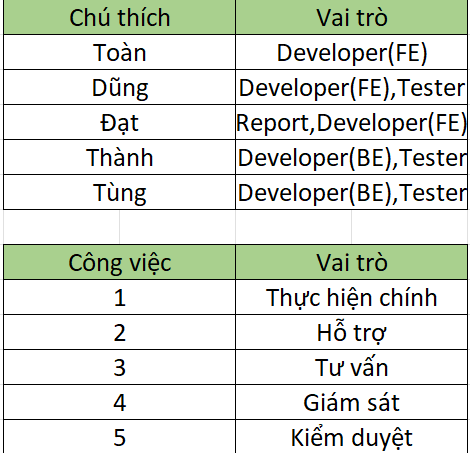 Chú thích Vai trò
Toàn Developer(FE)
Dũng Developer(FE),Tester
Đạt Report,Developer(FE)
Thành Developer(BE),Tester
Tùng Developer(BE),Tester
Công việc Vai trò
1 Thực hiện chính
2 Hỗ trợ
3 Tư vấn
4 Giám sát
5 Kiểm duyệt